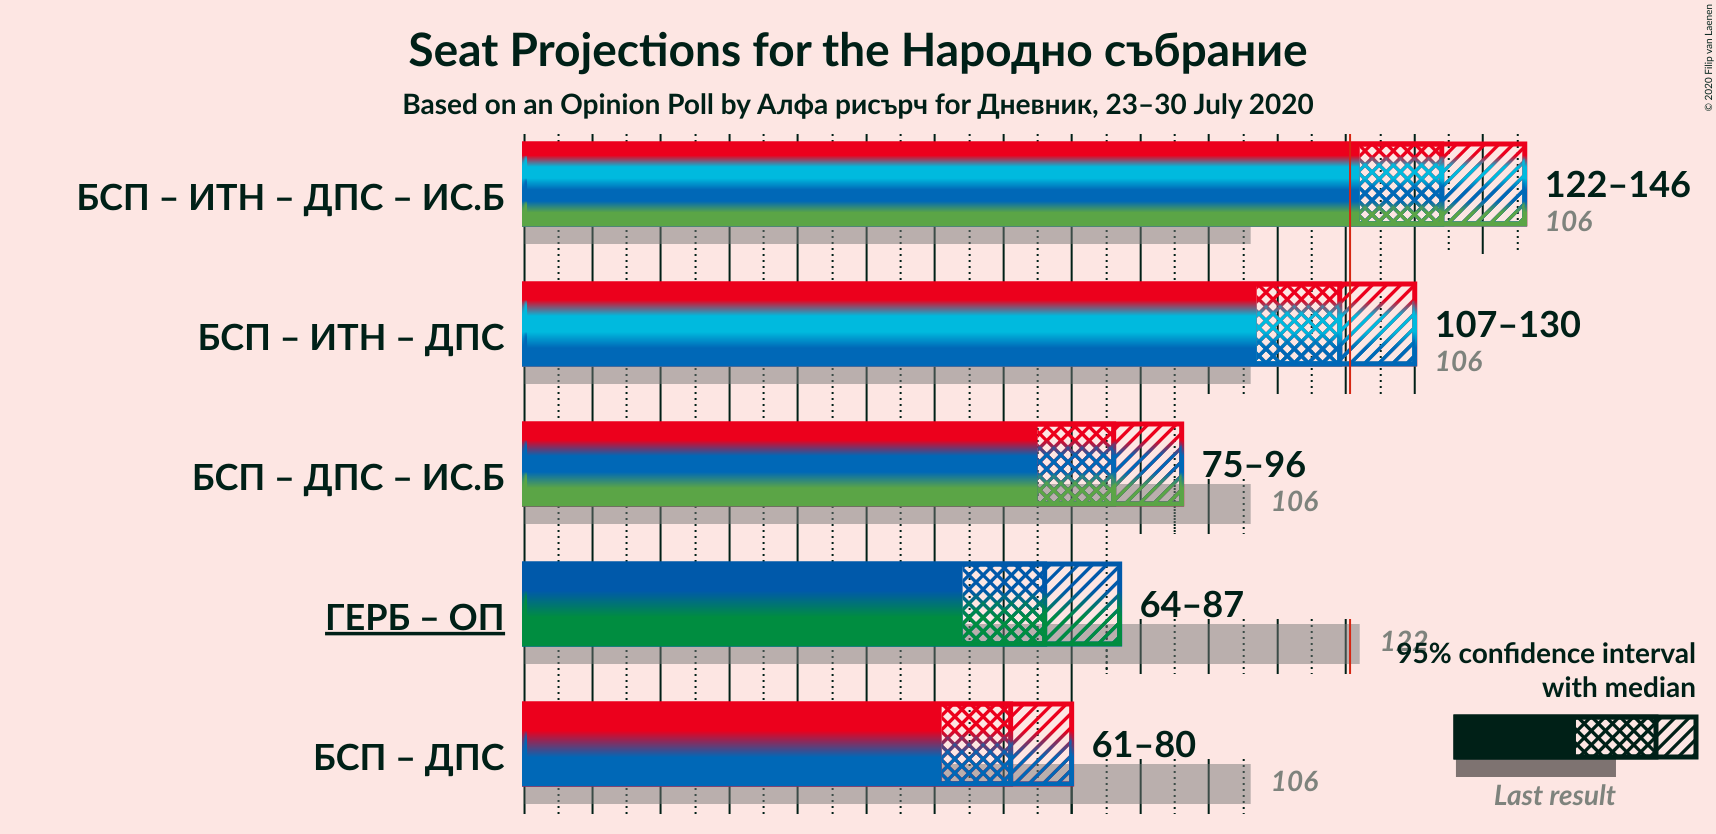 Seat Projections for the Народно събрание
Based on an Opinion Poll by Алфа рисърч for Дневник, 23–30 July 2020
© 2020 Filip van Laenen
БСП – ИТН – ДПС – ИС.Б
122–146
106
БСП – ИТН – ДПС
107–130
106
БСП – ДПС – ИС.Б
75–96
106
ГЕРБ – ОП
64–87
122
БСП – ДПС
61–80
106
95% confidence interval
with median
Last result